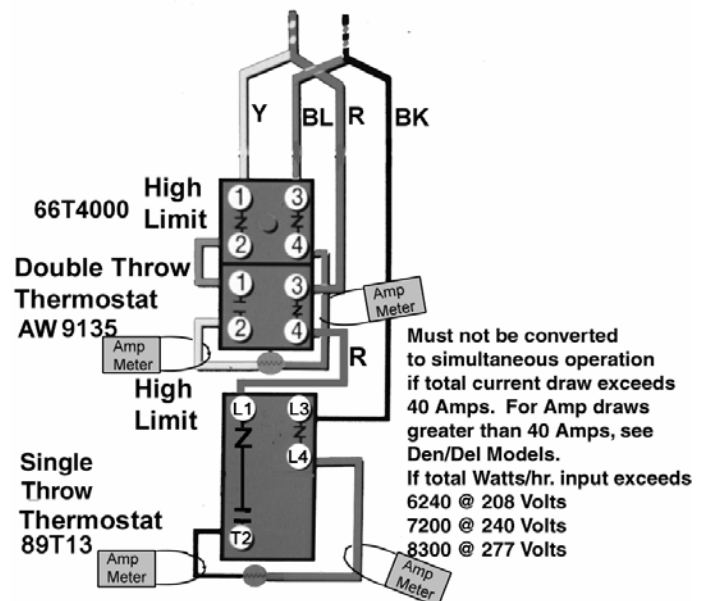 Y
BL
R
BK
66T4000
High
Limit
1
3
2
4
Double Throw
Thermostat
AW 9135
1
3
2
4
Amp
Meter
Amp
Meter
R
High
Limit
Must not be converted
to simultaneous operation
if total current draw exceeds
40 Amps. For Amp draws
greater than 40 Amps, see
Den/Del Models.
If total Watts/hr. input exceeds
6240 @ 208 Volts
7200 @ 240 Volts
8300 @ 277 Volts
L1
L3
L4
T2
Single
Throw
Thermostat
89T13
Amp
Meter
Amp
Meter